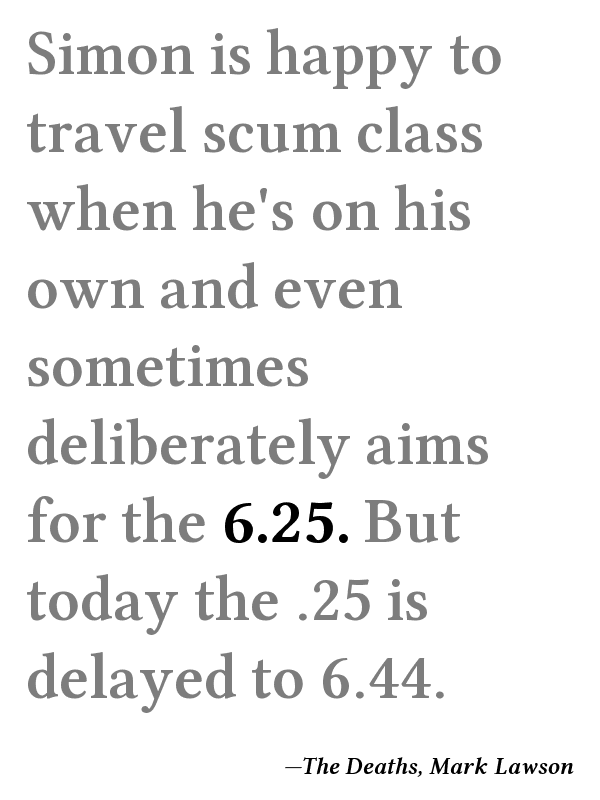 Simon is happy to
travel scum class
when he's on his
own and even
sometimes
deliberately aims
for the 6.25. But
today the .25 is
delayed to 6.44.
—The Deaths, Mark Lawson